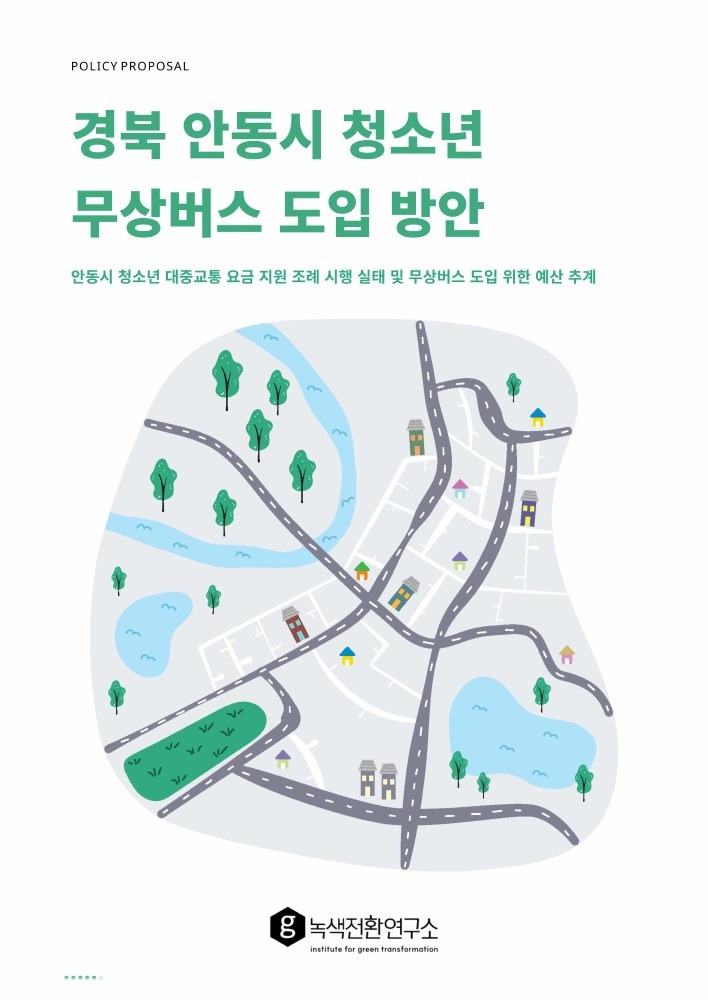 POLICY PROPOSAL
경북 안동시 청소년
무상버스 도입 방안
안동시 청소년 대중교통 요금 지원 조례 시행 실태 및 무상버스 도입 위한 예산 추계
g 녹색전환연구소
institute for green transformation